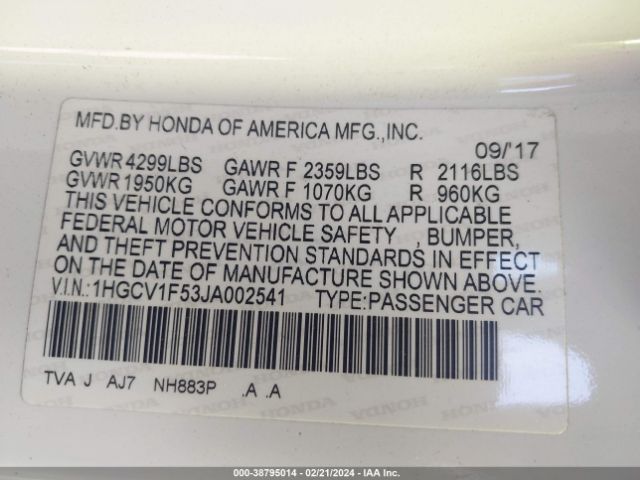 MFD.BY HONDA OF AMERICA MFG.,INC.
09/'17
GVWR 4299LBS GAWR F 2359LBS R 2116LBS
GVWR 1950KG GAWR F 1070KG R 960KG
THIS VEHICLE CONFORMS TO ALL APPLICABLE
FEDERAL MOTOR VEHICLE SAFETY , BUMPER,
AND THEFT PREVENTION STANDARDS IN EFFECT
ON THE DATE OF MANUFACTURE SHOWN ABOVE.
V.I.N.:1HGCV1F53JA002541 TYPE:PASSENGER CAR
TVA J AJ7 NH883P .A .A
HONDA HONDA HONDA
000-38795014 - 02/21/2024 - IAA Inc.